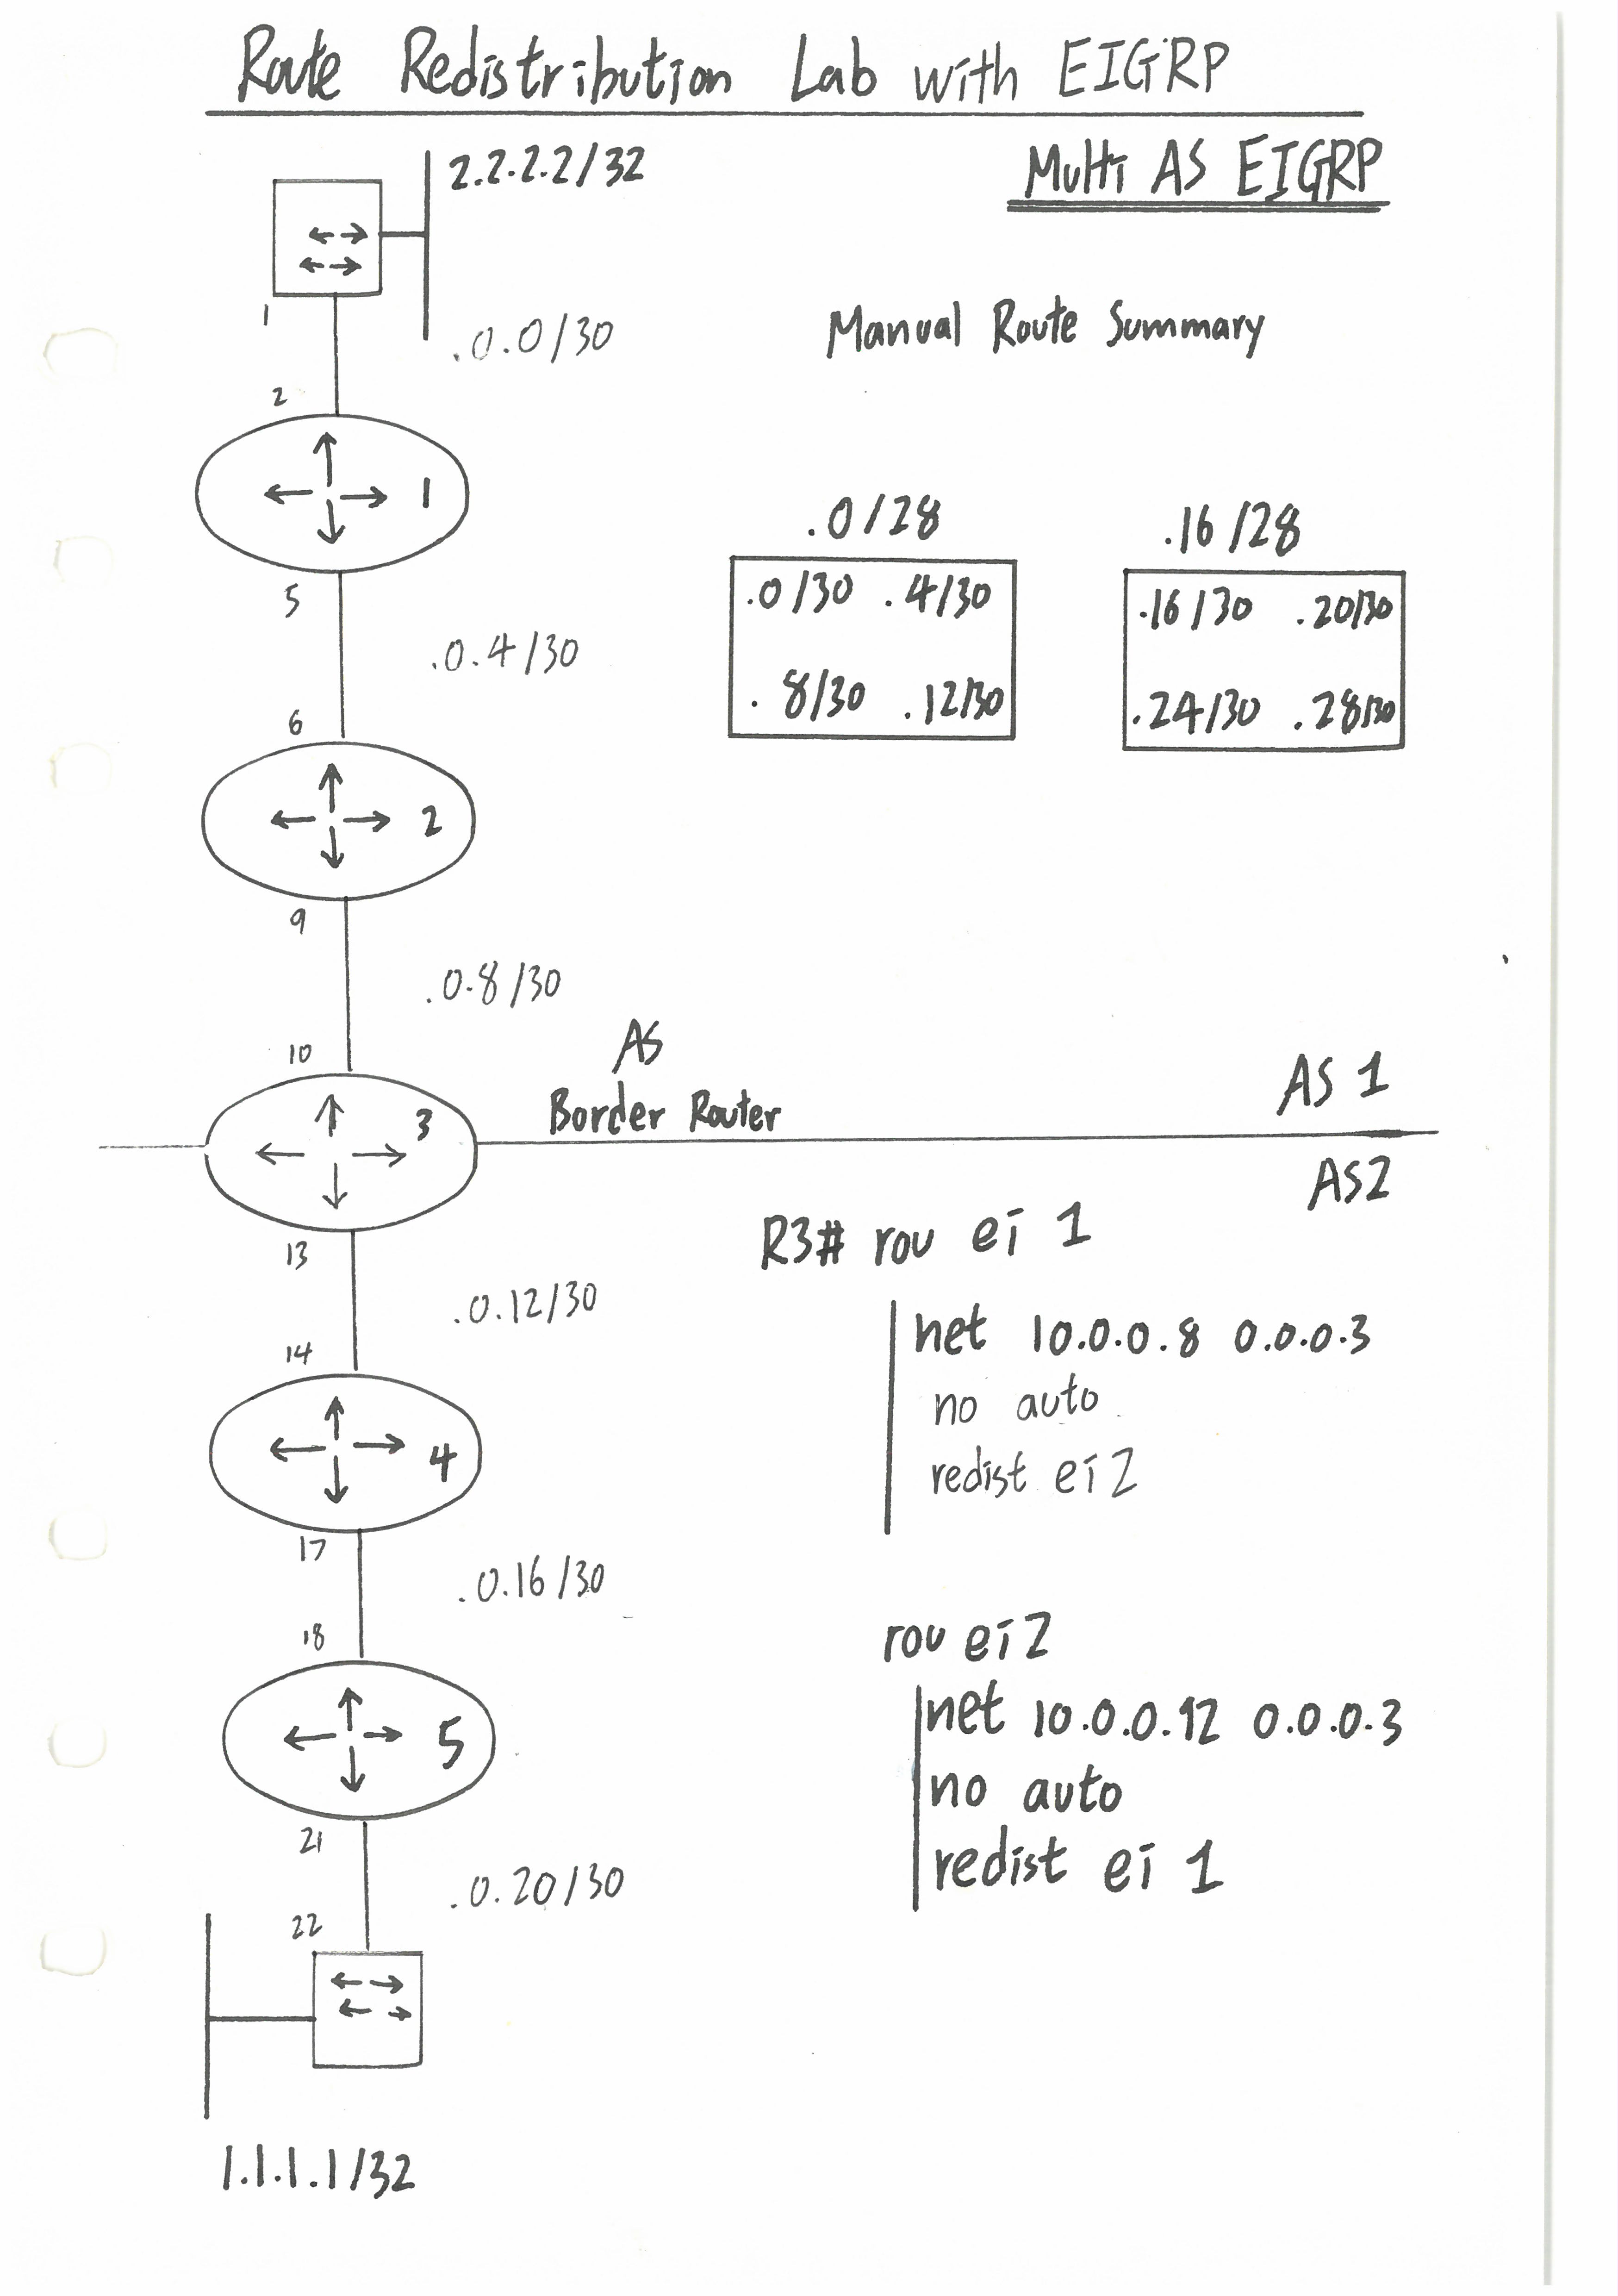 Route Redistribution Lab with EIGRP
Multi AS EIGRP
2.2.2.2/32
1
.0.0/30
Manual Route Summary
2
1
5
.0.4/30
.0/28
.0/30 .4/30
.8/30 .12/30
.16/28
.16/30 .20/30
.24/30 .28/30
6
2
9
.0.8/30
10
3
AS
Border Router
AS 1
AS2
13
.0.12/30
14
4
17
.0.16/30
18
5
21
.0.20/30
22
1.1.1.1/32
R3# rou ei 1
net 10.0.0.8 0.0.0.3
no auto
redist ei 2
rou ei 2
net 10.0.0.12 0.0.0.3
no auto
redist ei 1